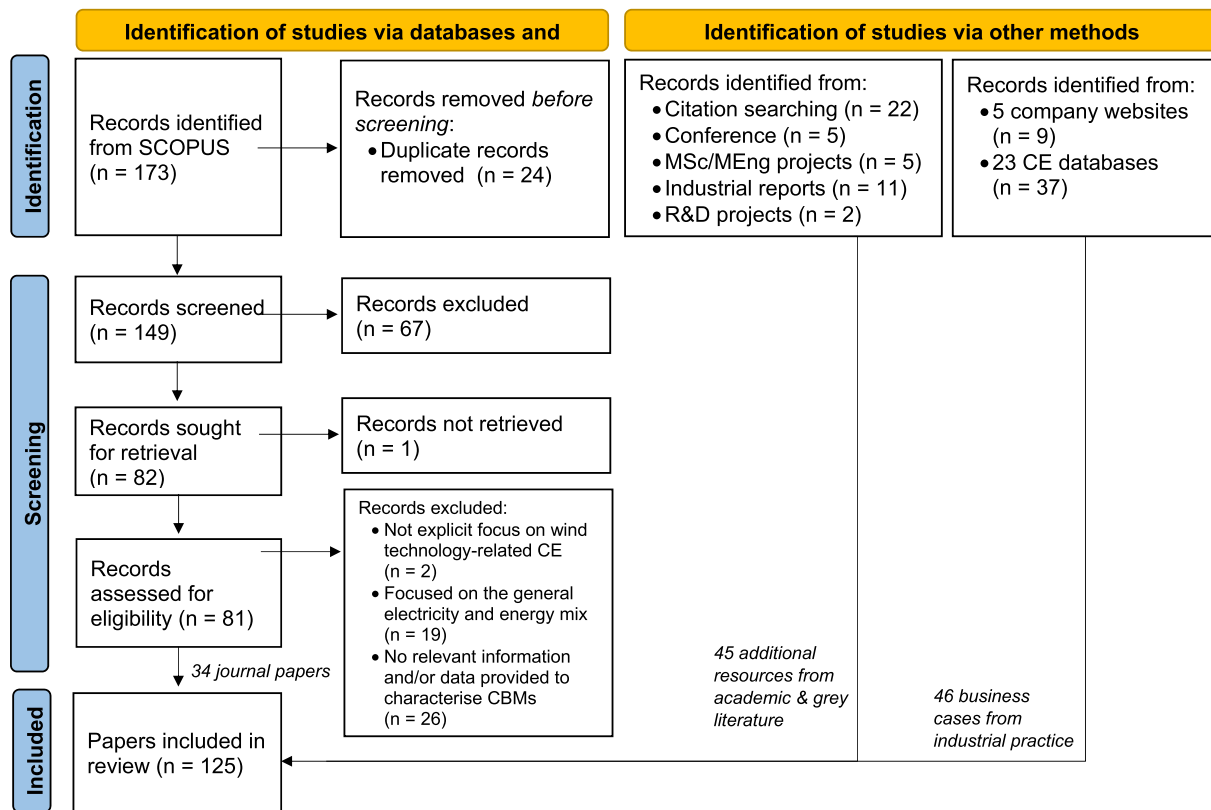 Identification of studies via databases and
Identification of studies via other methods
Identification
Records identified
from SCOPUS
(n = 173)
Records removed before
screening:
• Duplicate records
removed (n = 24)
Records identified from:
• Citation searching (n = 22)
• Conference (n = 5)
• MSc/MEng projects (n = 5)
• Industrial reports (n = 11)
• R&D projects (n = 2)
Records identified from:
• 5 company websites
(n = 9)
• 23 CE databases
(n = 37)
Screening
Records screened
(n = 149)
Records excluded
(n = 67)
Records sought
for retrieval
(n = 82)
Records not retrieved
(n = 1)
Records
assessed for
eligibility (n = 81)
Records excluded:
• Not explicit focus on wind
technology-related CE
(n = 2)
• Focused on the general
electricity and energy mix
(n = 19)
• No relevant information
and/or data provided to
characterise CBMs
(n = 26)
34 journal papers
45 additional
resources from
academic & grey
literature
46 business
cases from
industrial practice
Included
Papers included in
review (n = 125)